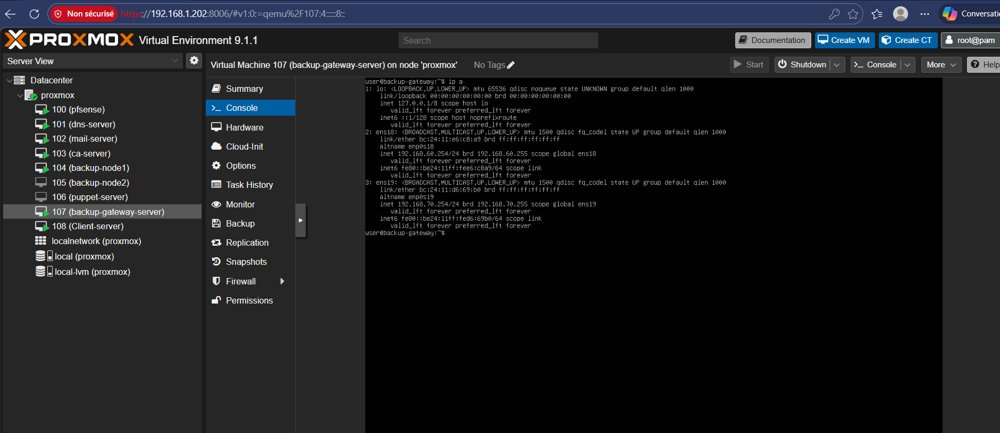 Non sécurisé https://192.168.1.202:8006/#v1:0:=qemu%2F107:4:::::8:: Conversati
PROXMOX Virtual Environment 9.1.1 Search Documentation Create VM Create CT root@pam
Server View
Virtual Machine 107 (backup-gateway-server) on node 'proxmox' No Tags Start Shutdown Console More Help
Datacenter
proxmox
100 (pfsense)
101 (dns-server)
102 (mail-server)
103 (ca-server)
104 (backup-node1)
105 (backup-node2)
106 (puppet-server)
107 (backup-gateway-server)
108 (Client-server)
localnetwork (proxmox)
local (proxmox)
local-lvm (proxmox)
Summary
Console
Hardware
Cloud-Init
Options
Task History
Monitor
Backup
Replication
Snapshots
Firewall
Permissions
user@backup-gateway:~$ ip a
1: lo: <LOOPBACK,UP,LOWER_UP> mtu 65536 qdisc noqueue state UNKNOWN group default qlen 1000
link/loopback 00:00:00:00:00:00 brd 00:00:00:00:00:00
inet 127.0.0.1/8 scope host lo
valid_lft forever preferred_lft forever
inet6 ::1/128 scope host noprefixroute
valid_lft forever preferred_lft forever
2: ens18: <BROADCAST,MULTICAST,UP,LOWER_UP> mtu 1500 qdisc fq_codel state UP group default qlen 1000
link/ether bc:24:11:e6:c8:a9 brd ff:ff:ff:ff:ff:ff
altname enp0s18
inet 192.168.60.254/24 brd 192.168.60.255 scope global ens18
valid_lft forever preferred_lft forever
inet6 fe80::be24:11ff:fee6:c8a9/64 scope link
valid_lft forever preferred_lft forever
3: ens19: <BROADCAST,MULTICAST,UP,LOWER_UP> mtu 1500 qdisc fq_codel state UP group default qlen 1000
link/ether bc:24:11:d6:69:b0 brd ff:ff:ff:ff:ff:ff
altname enp0s19
inet 192.168.70.254/24 brd 192.168.70.255 scope global ens19
valid_lft forever preferred_lft forever
inet6 fe80::be24:11ff:fed6:69b0/64 scope link
valid_lft forever preferred_lft forever
user@backup-gateway:~$